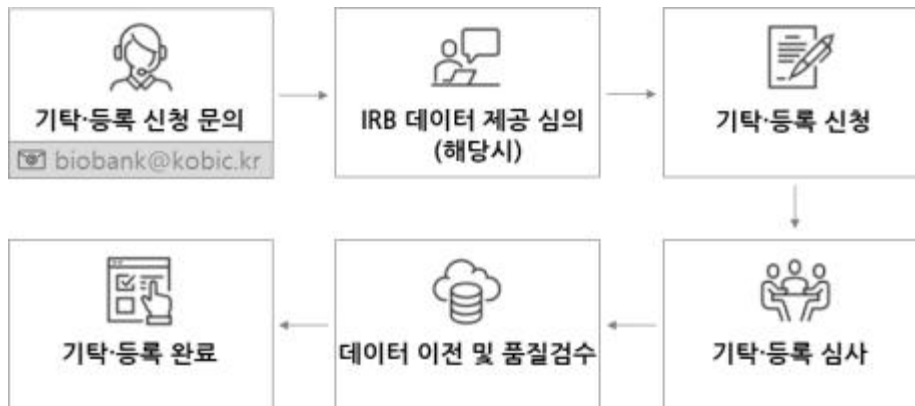 기탁·등록 신청 문의
biobank@kobic.kr
IRB 데이터 제공 심의
(해당시)
기탁·등록 신청
기탁·등록 심사
데이터 이전 및 품질검수
기탁·등록 완료